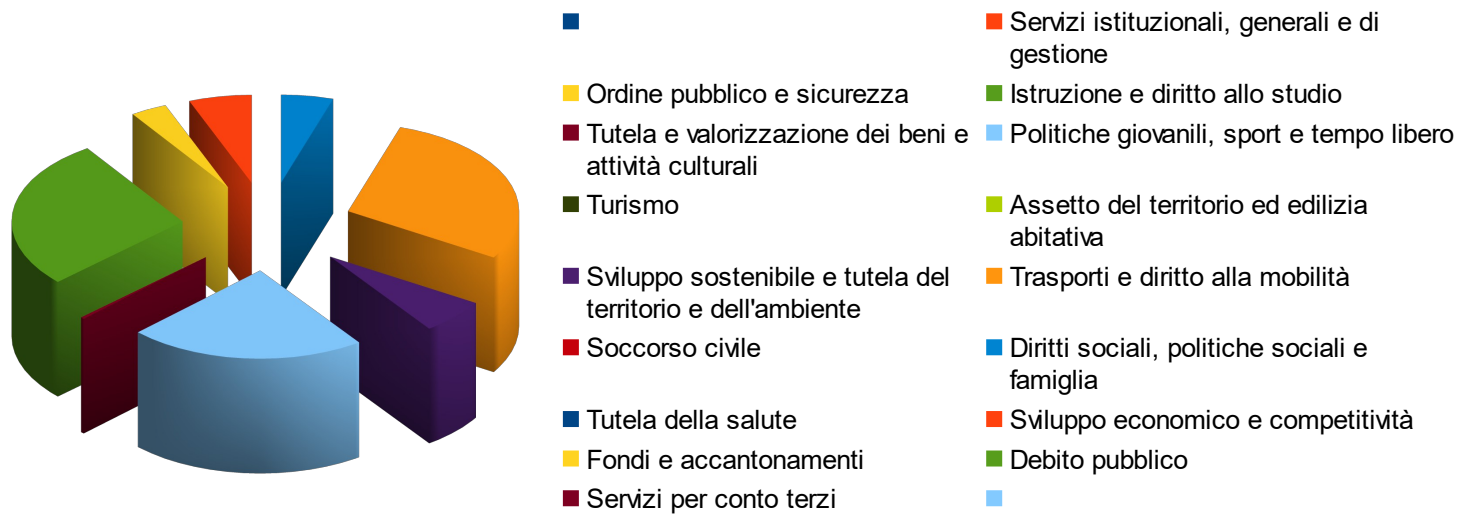 Servizi istituzionali, generali e di
gestione
Ordine pubblico e sicurezza
Istruzione e diritto allo studio
Tutela e valorizzazione dei beni e
attività culturali
Politiche giovanili, sport e tempo libero
Turismo
Assetto del territorio ed edilizia
abitativa
Sviluppo sostenibile e tutela del
territorio e dell'ambiente
Trasporti e diritto alla mobilità
Soccorso civile
Diritti sociali, politiche sociali e
famiglia
Tutela della salute
Sviluppo economico e competitività
Fondi e accantonamenti
Debito pubblico
Servizi per conto terzi